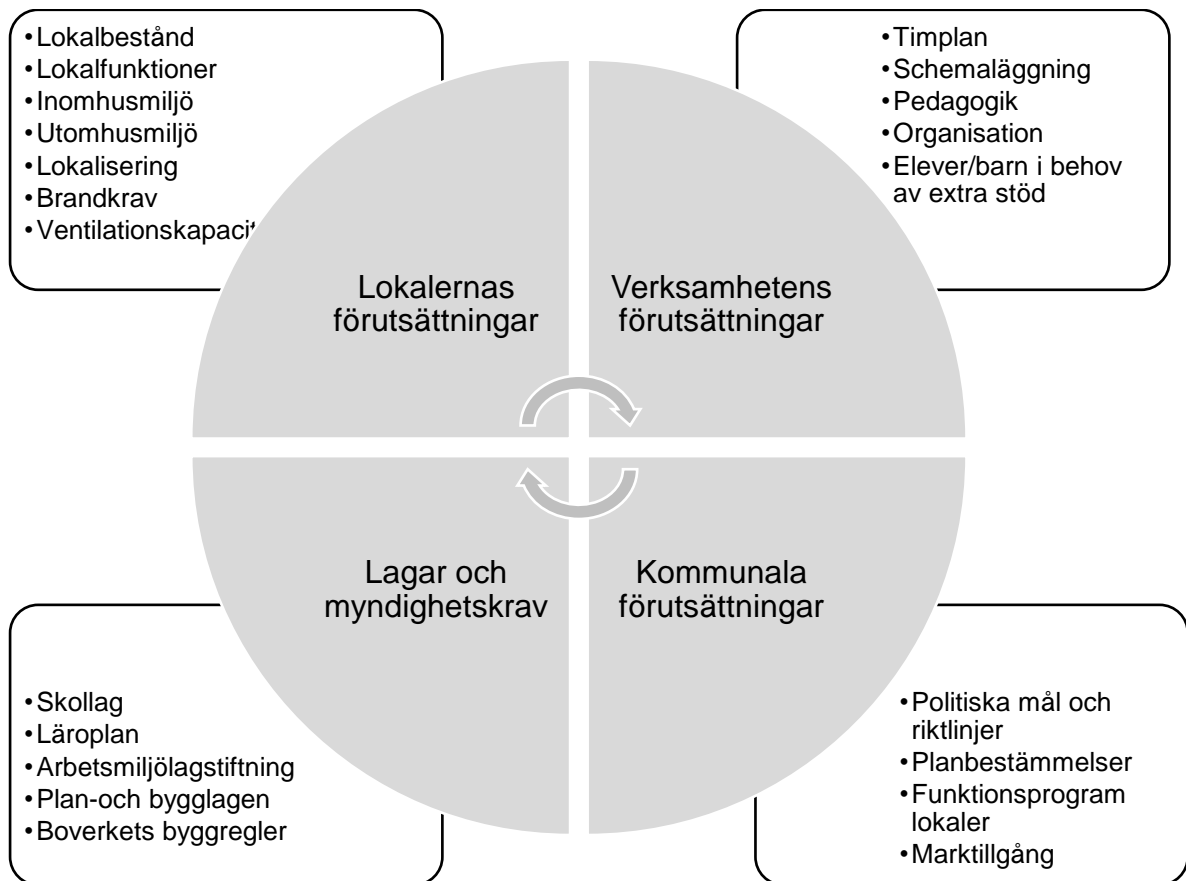 •Lokalbestånd
•Lokalfunktioner
•Inomhusmiljö
•Utomhusmiljö
•Lokalisering
•Brandkrav
•Ventilationskapacit
•Timplan
•Schemaläggning
•Pedagogik
•Organisation
•Elever/barn i behov
av extra stöd
Lokalernas
förutsättningar
Verksamhetens
förutsättningar
Lagar och
myndighetskrav
Kommunala
förutsättningar
•Skollag
•Läroplan
•Arbetsmiljölagstiftning
•Plan-och bygglagen
•Boverkets byggregler
•Politiska mål och
riktlinjer
•Planbestämmelser
•Funktionsprogram
lokaler
•Marktillgång